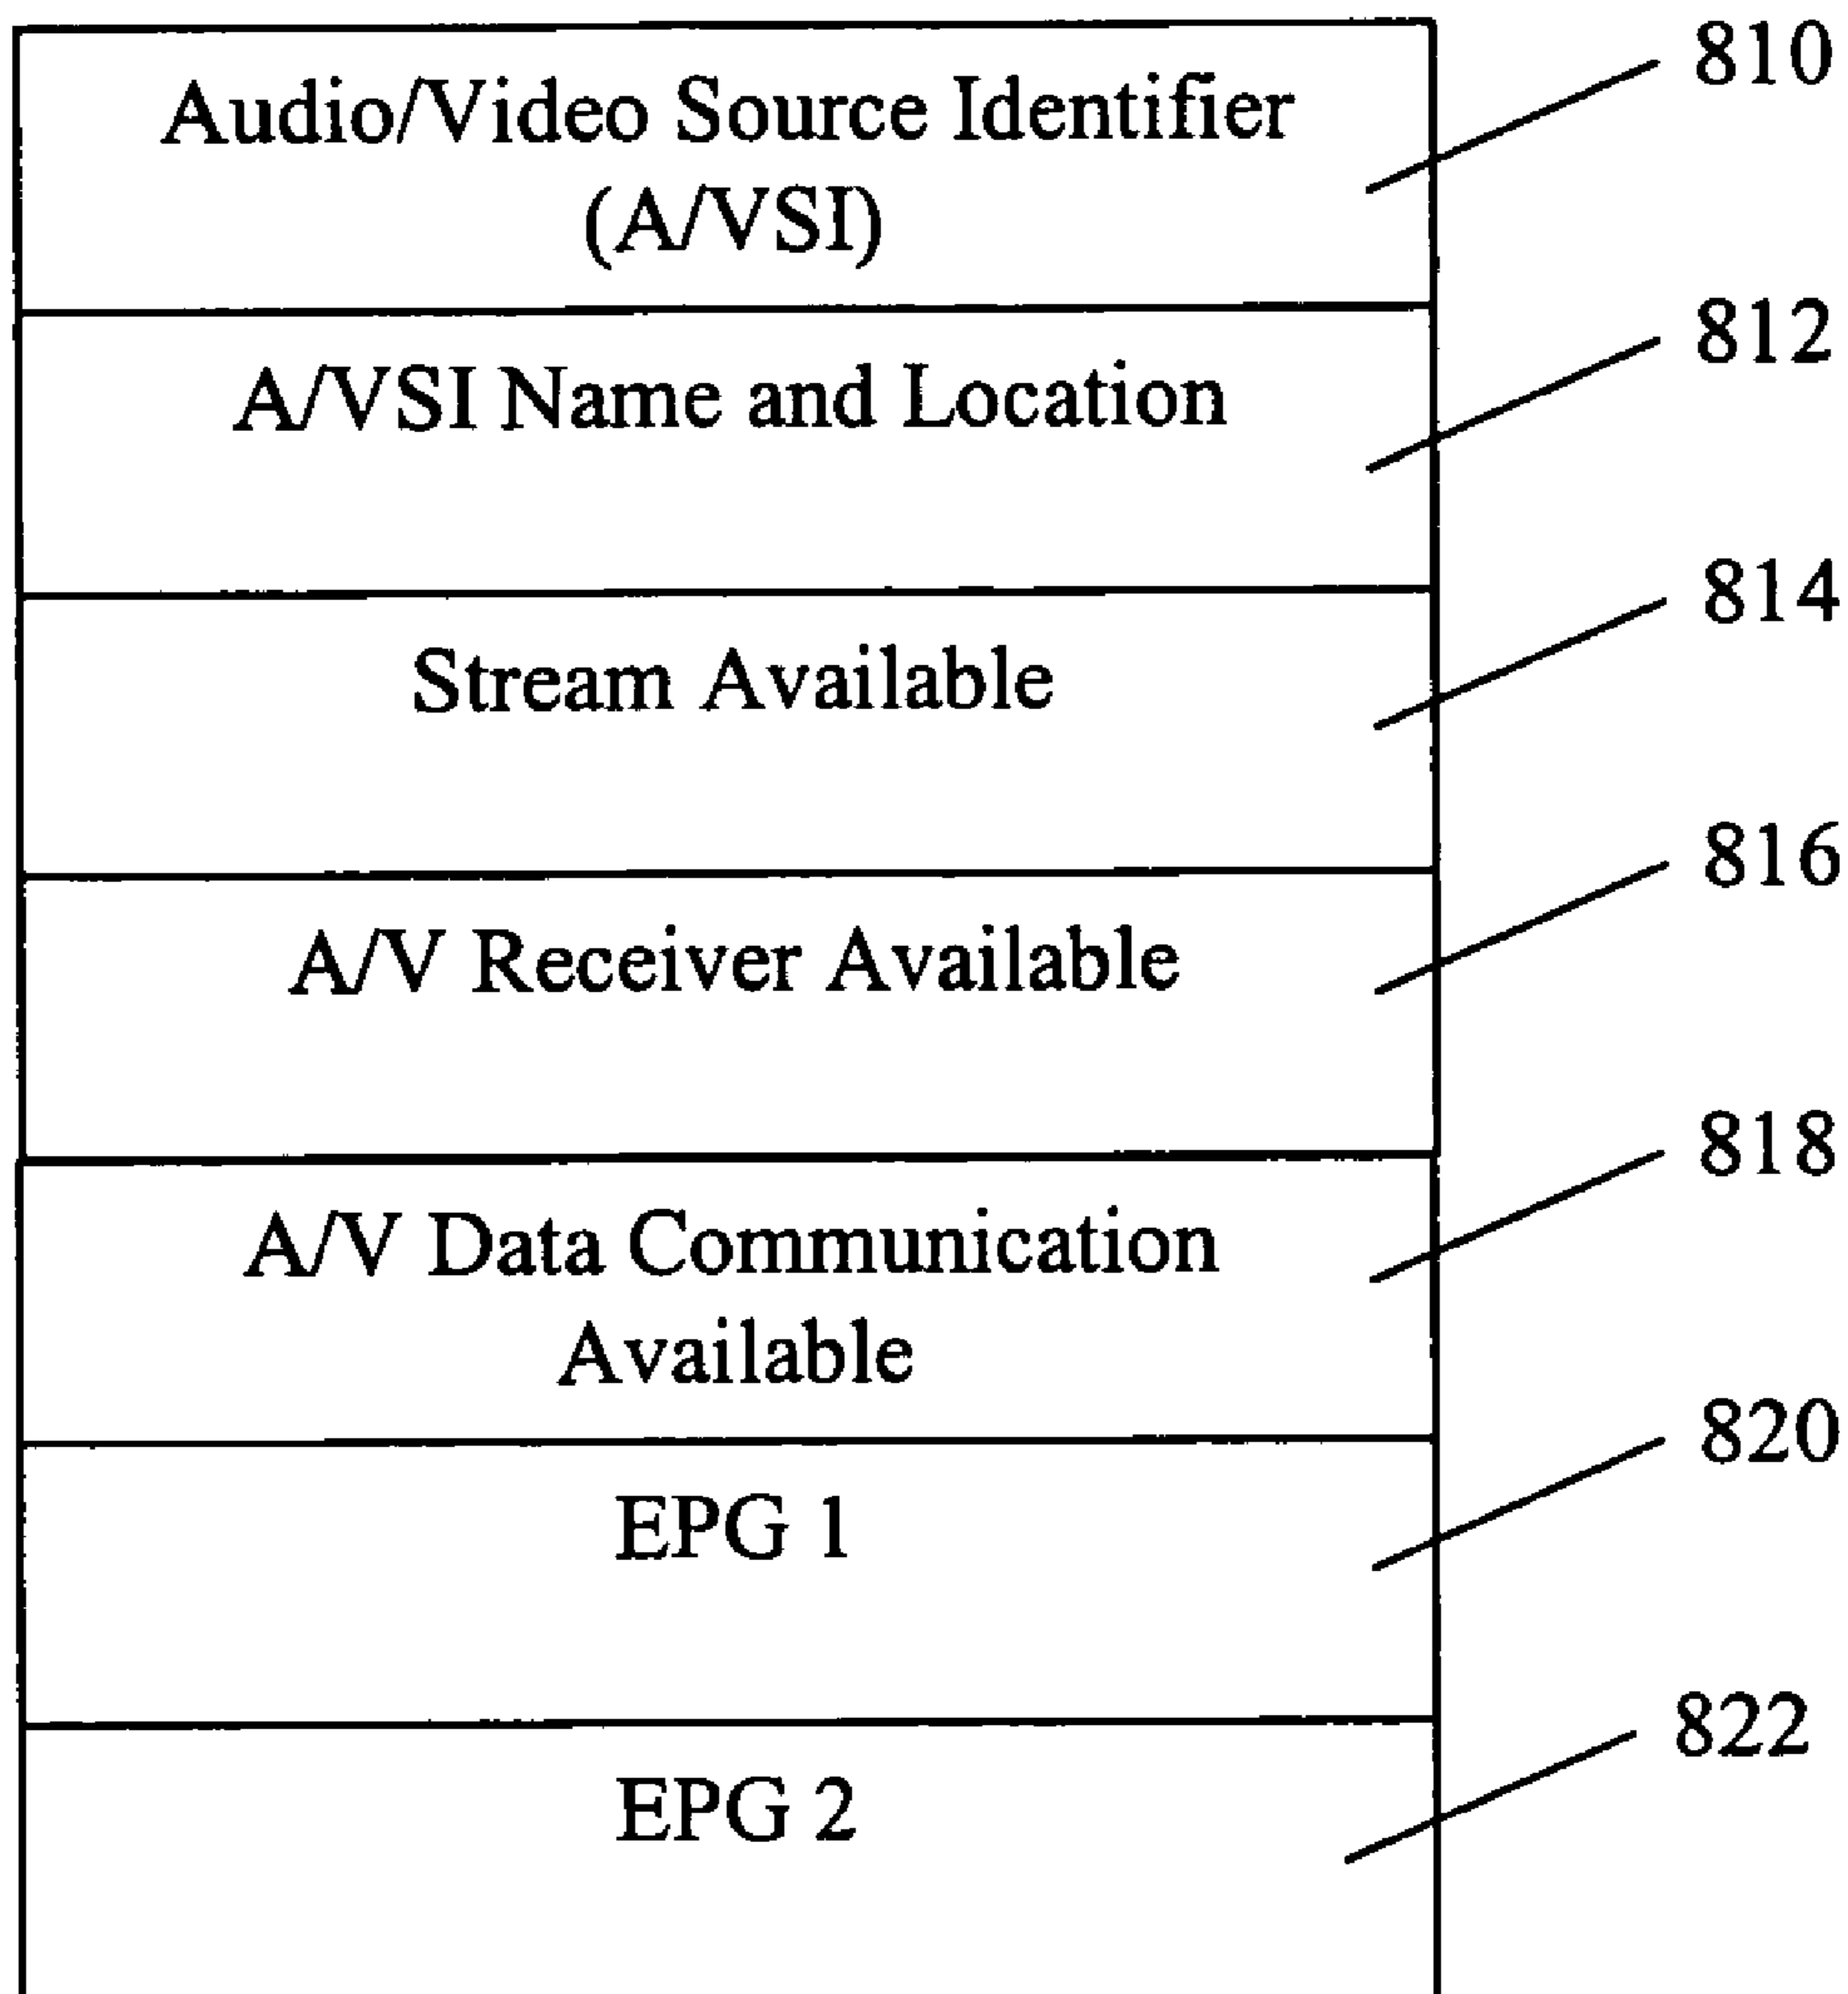 Audio/Video Source Identifier
(A/VSI)
810
A/VSI Name and Location
812
Stream Available
814
A/V Receiver Available
816
A/V Data Communication
Available
818
EPG 1
820
EPG 2
822